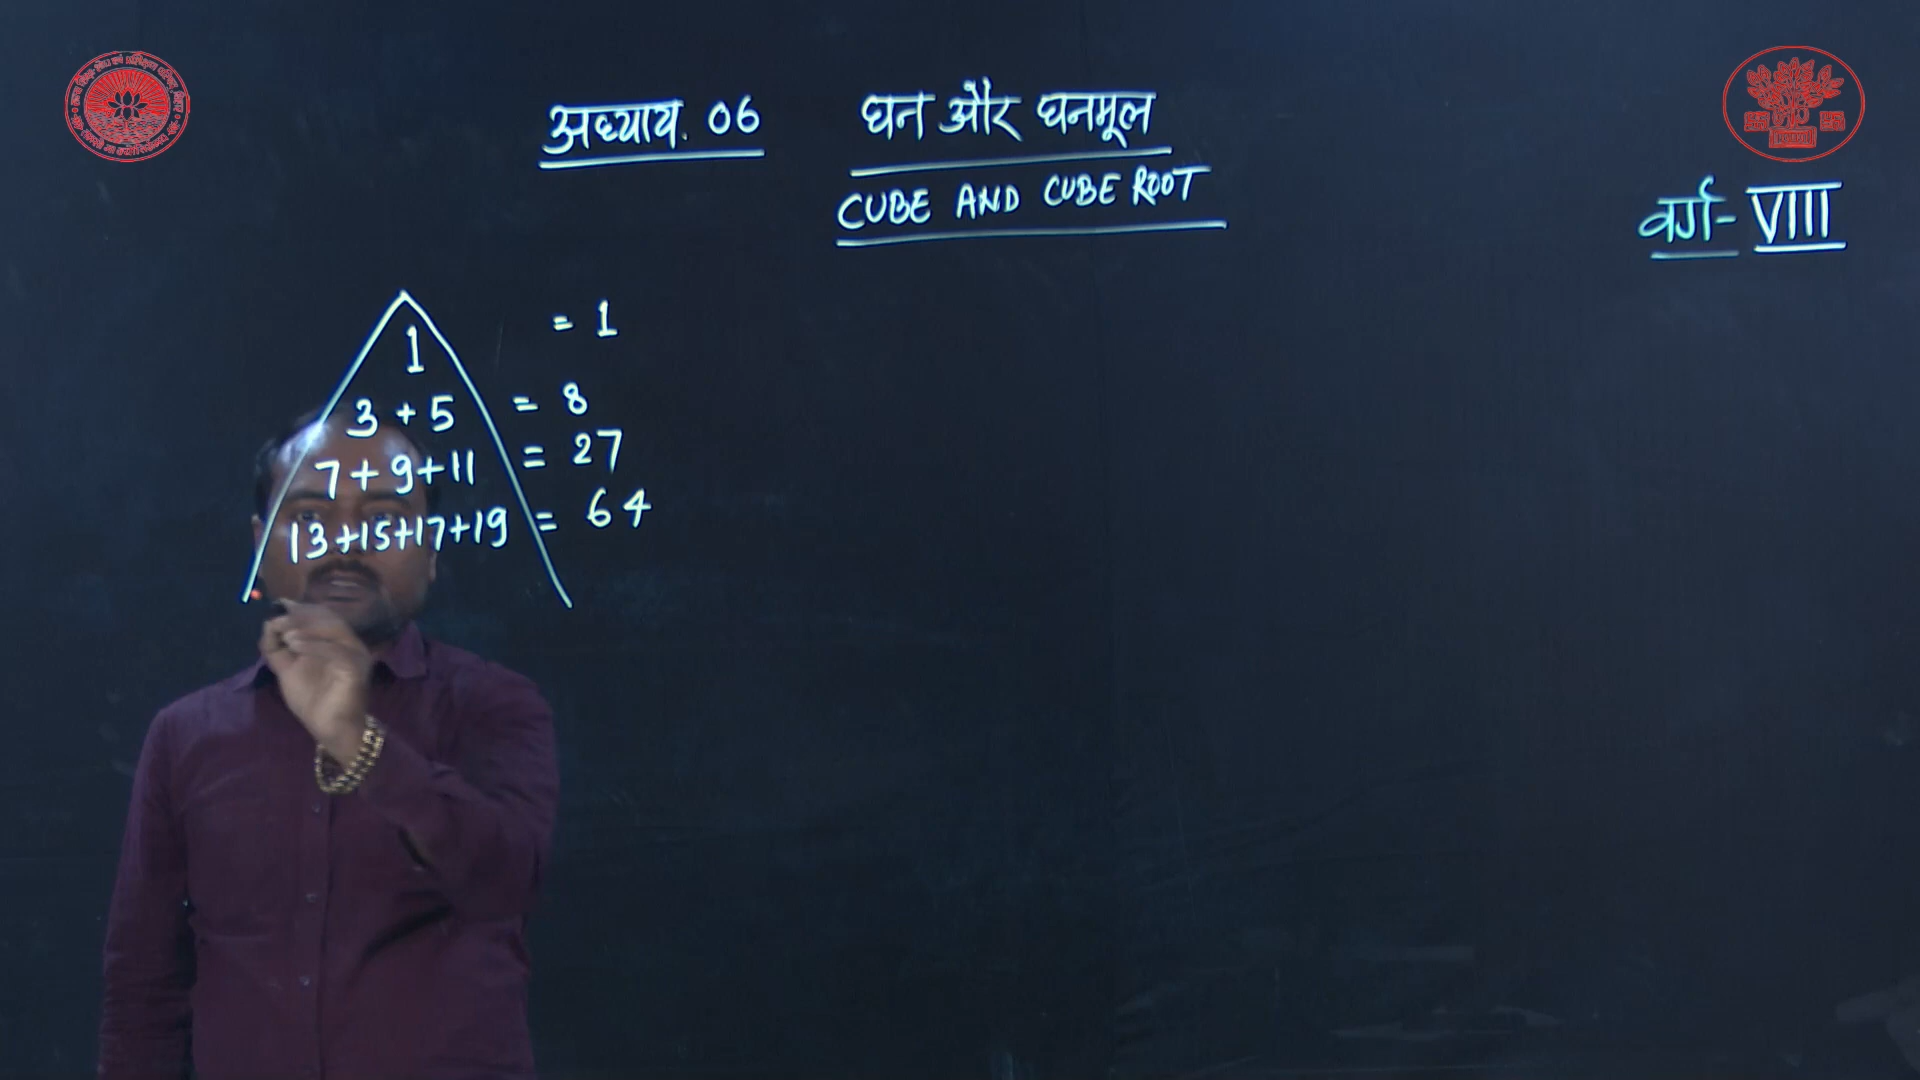 अध्याय. 06 घन और घनमूल
CUBE AND CUBE ROOT
वर्ग- VIII
1 = 1
3 + 5 = 8
7 + 9 + 11 = 27
13+15+17+19 = 64